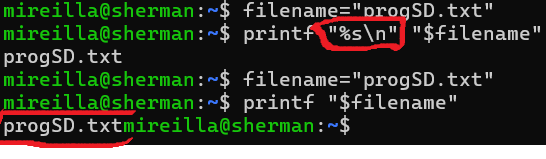 mireilla@sherman:~$ filename="progSD.txt"
mireilla@sherman:~$ printf "%s\n" "$filename"
progSD.txt
mireilla@sherman:~$ filename="progSD.txt"
mireilla@sherman:~$ printf "$filename"
progSD.txtmireilla@sherman:~$